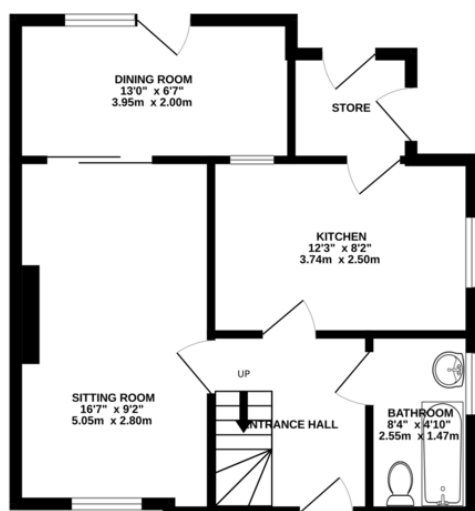 DINING ROOM
13'0" x 6'7"
3.95m x 2.00m
STORE
KITCHEN
12'3" x 8'2"
3.74m x 2.50m
UP
SITTING ROOM
16'7" x 9'2"
5.05m x 2.80m
ENTRANCE HALL
BATHROOM
8'4" x 4'10"
2.55m x 1.47m